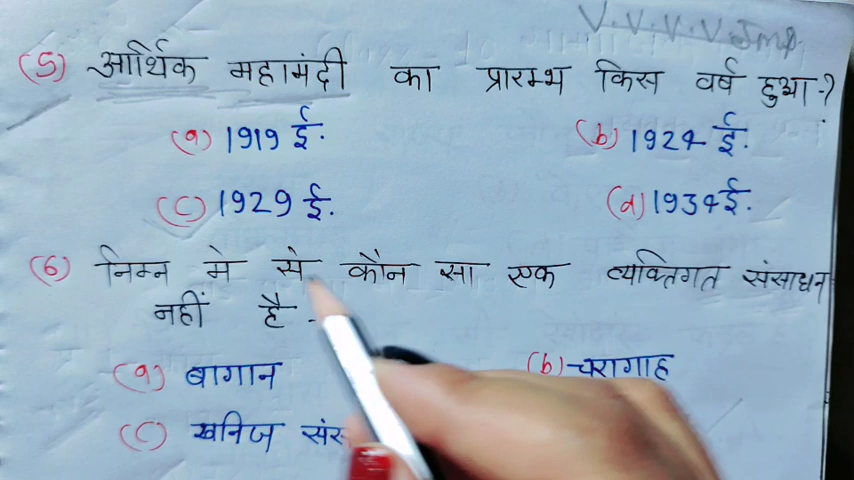 V.V.V.V Imp.
(5) आर्थिक महामंदी का प्रारम्भ किस वर्ष हुआ-?
(a) 1919 ई. (b) 1924 ई.
(C) 1929 ई. (d) 1934 ई.
(6) निम्न मे से कौन सा एक व्यक्तिगत संसाधन
नहीं है -
(a) बागान (b) चरागाह
(C) खनिज